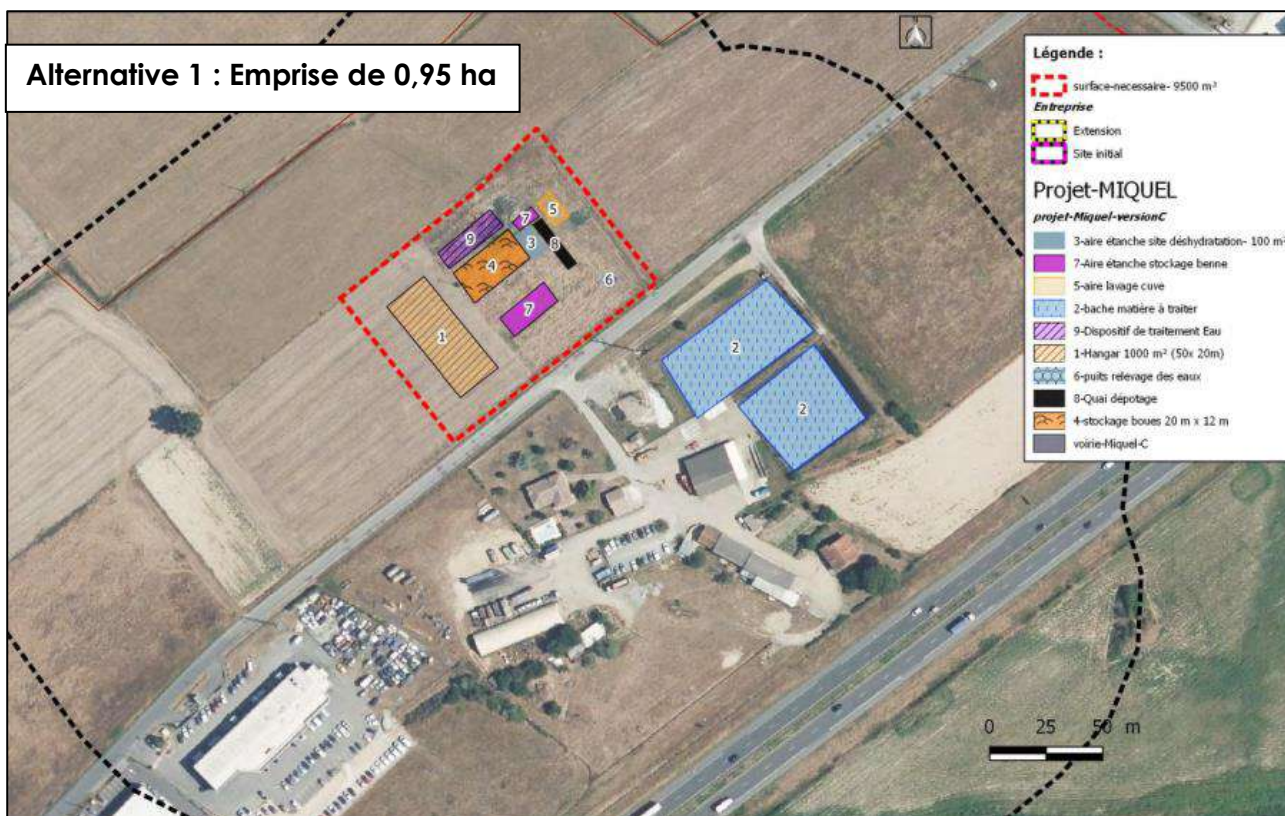 Alternative 1 : Emprise de 0,95 ha
Légende :
surface-necessaire- 9500 m²
Entreprise
Extension
Site initial
Projet-MIQUEL
projet-Miquel-versionC
3-aire étanche site déshydratation- 100 m²
7-Aire étanche stockage benne
5-aire lavage cuve
2-bache matière à traiter
9-Dispositif de traitement Eau
1-Hangar 1000 m² (50x 20m)
6-puits relevage des eaux
8-Quai dépotage
4-stockage boues 20 m x 12 m
voirie-Miquel-C
7
5
9
3
8
4
6
7
1
2
2
0 25 50 m